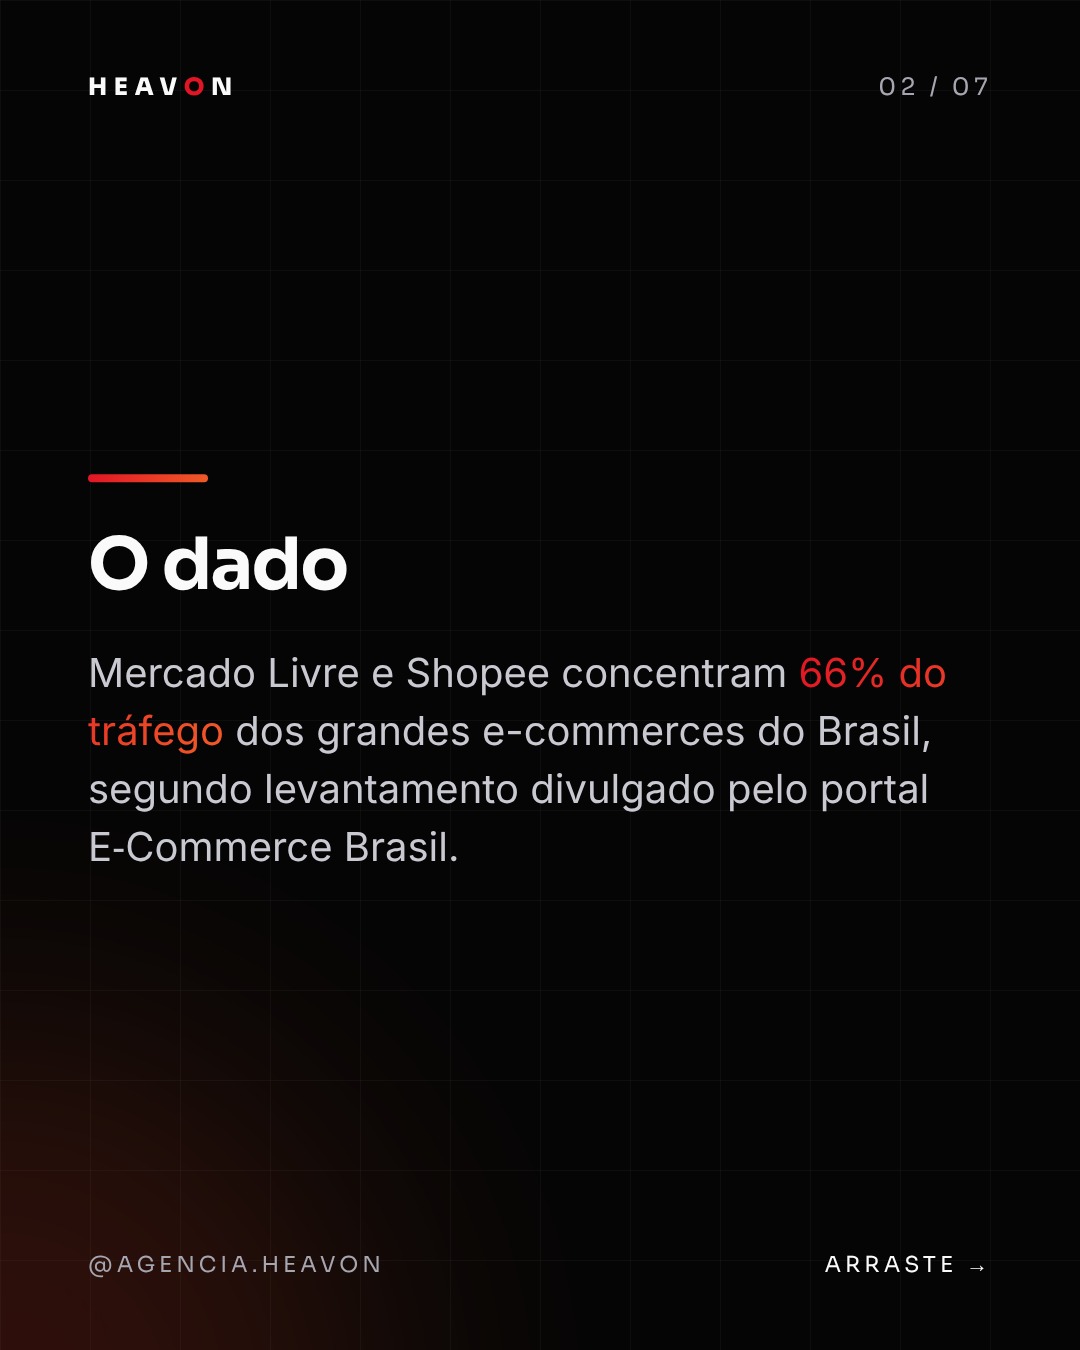 HEAVON
02 / 07
O dado
Mercado Livre e Shopee concentram 66% do
tráfego dos grandes e-commerces do Brasil,
segundo levantamento divulgado pelo portal
E-Commerce Brasil.
@AGENCIA.HEAVON
ARRASTE →